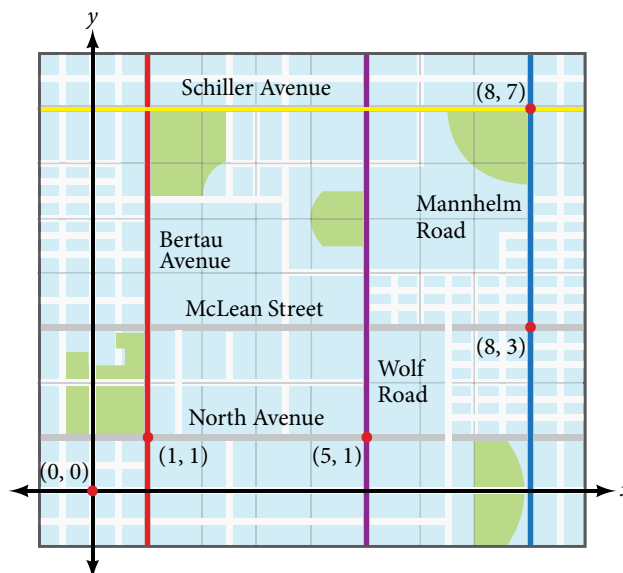 y
Schiller Avenue
(8, 7)
Mannhelm
Road
Bertau
Avenue
McLean Street
(8, 3)
Wolf
Road
North Avenue
(0, 0)
(1, 1)
(5, 1)
x